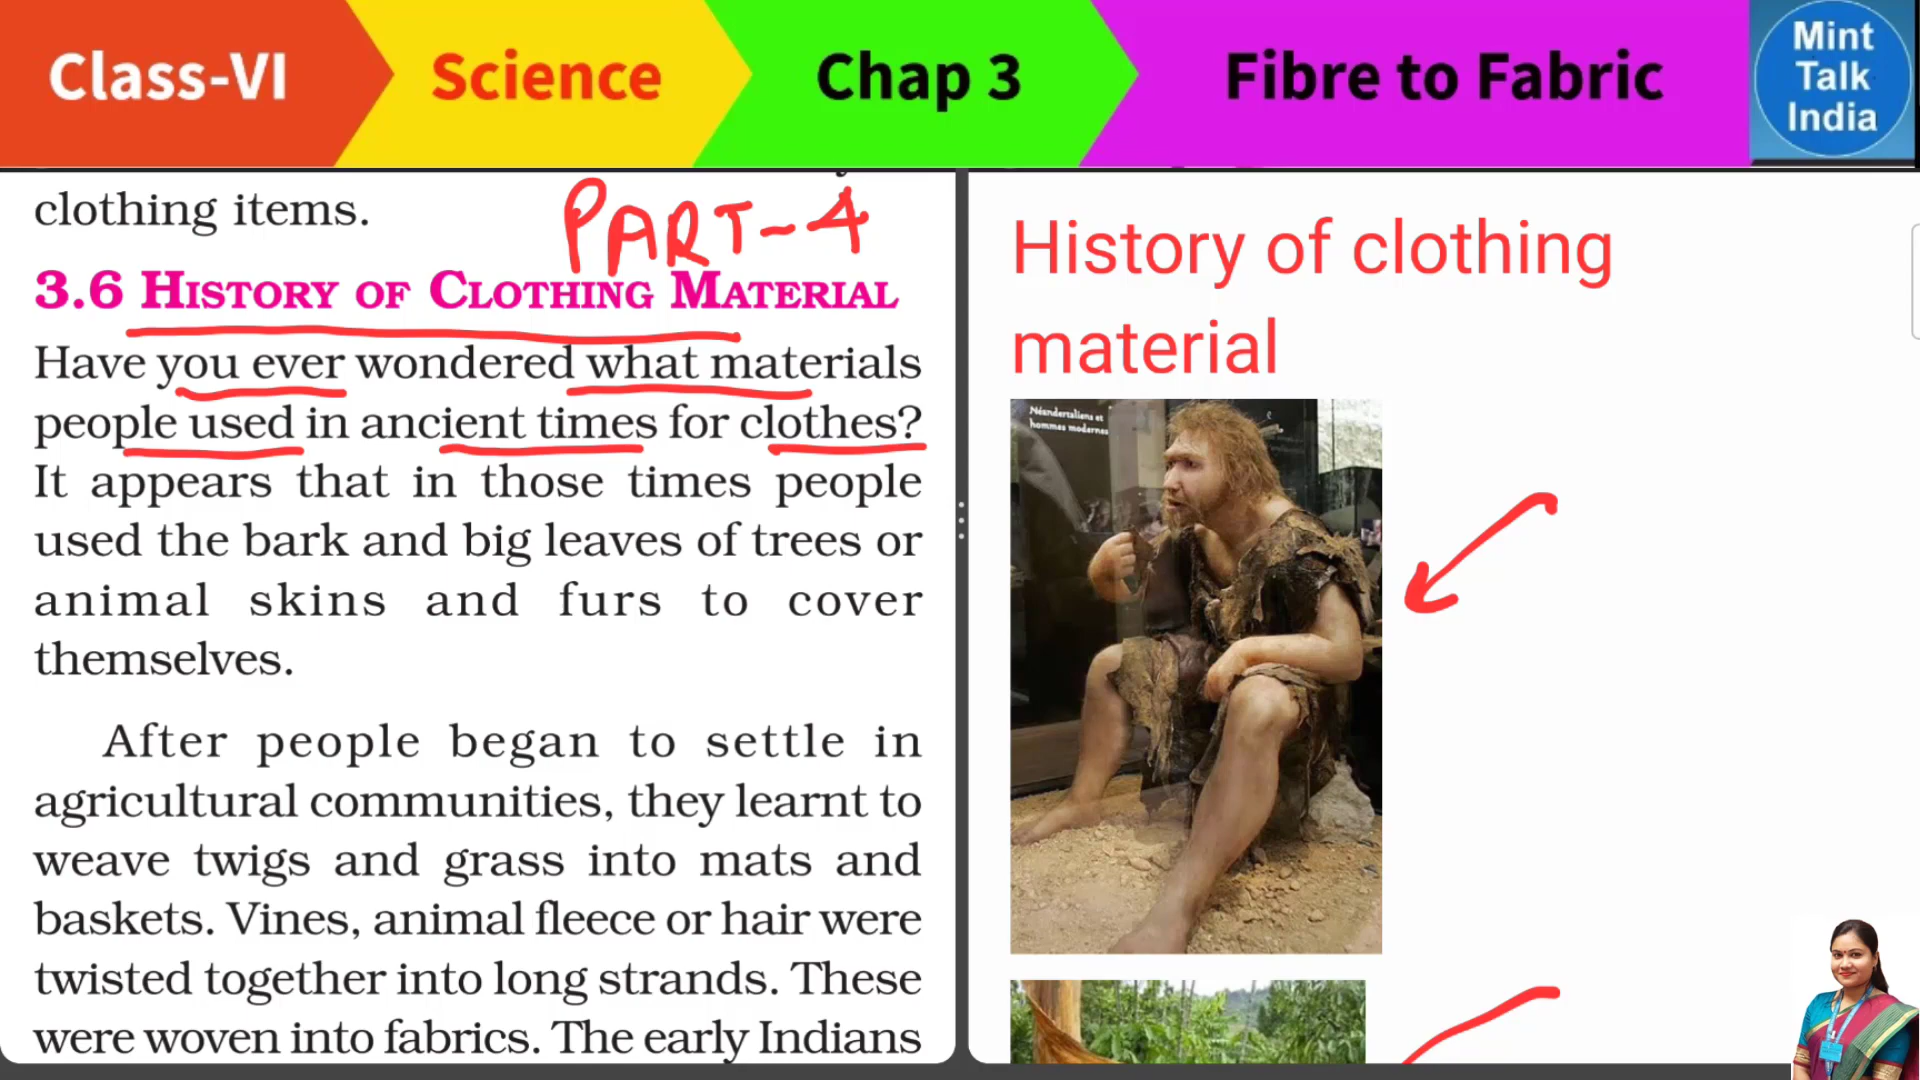 Class-VI
Science
Chap 3
Fibre to Fabric
Mint
Talk
India
clothing items.
PART-4
3.6 HISTORY OF CLOTHING MATERIAL
Have you ever wondered what materials
people used in ancient times for clothes?
It appears that in those times people
used the bark and big leaves of trees or
animal skins and furs to cover
themselves.
After people began to settle in
agricultural communities, they learnt to
weave twigs and grass into mats and
baskets. Vines, animal fleece or hair were
twisted together into long strands. These
were woven into fabrics. The early Indians
History of clothing
material
Néandertaliens et
hommes modernes